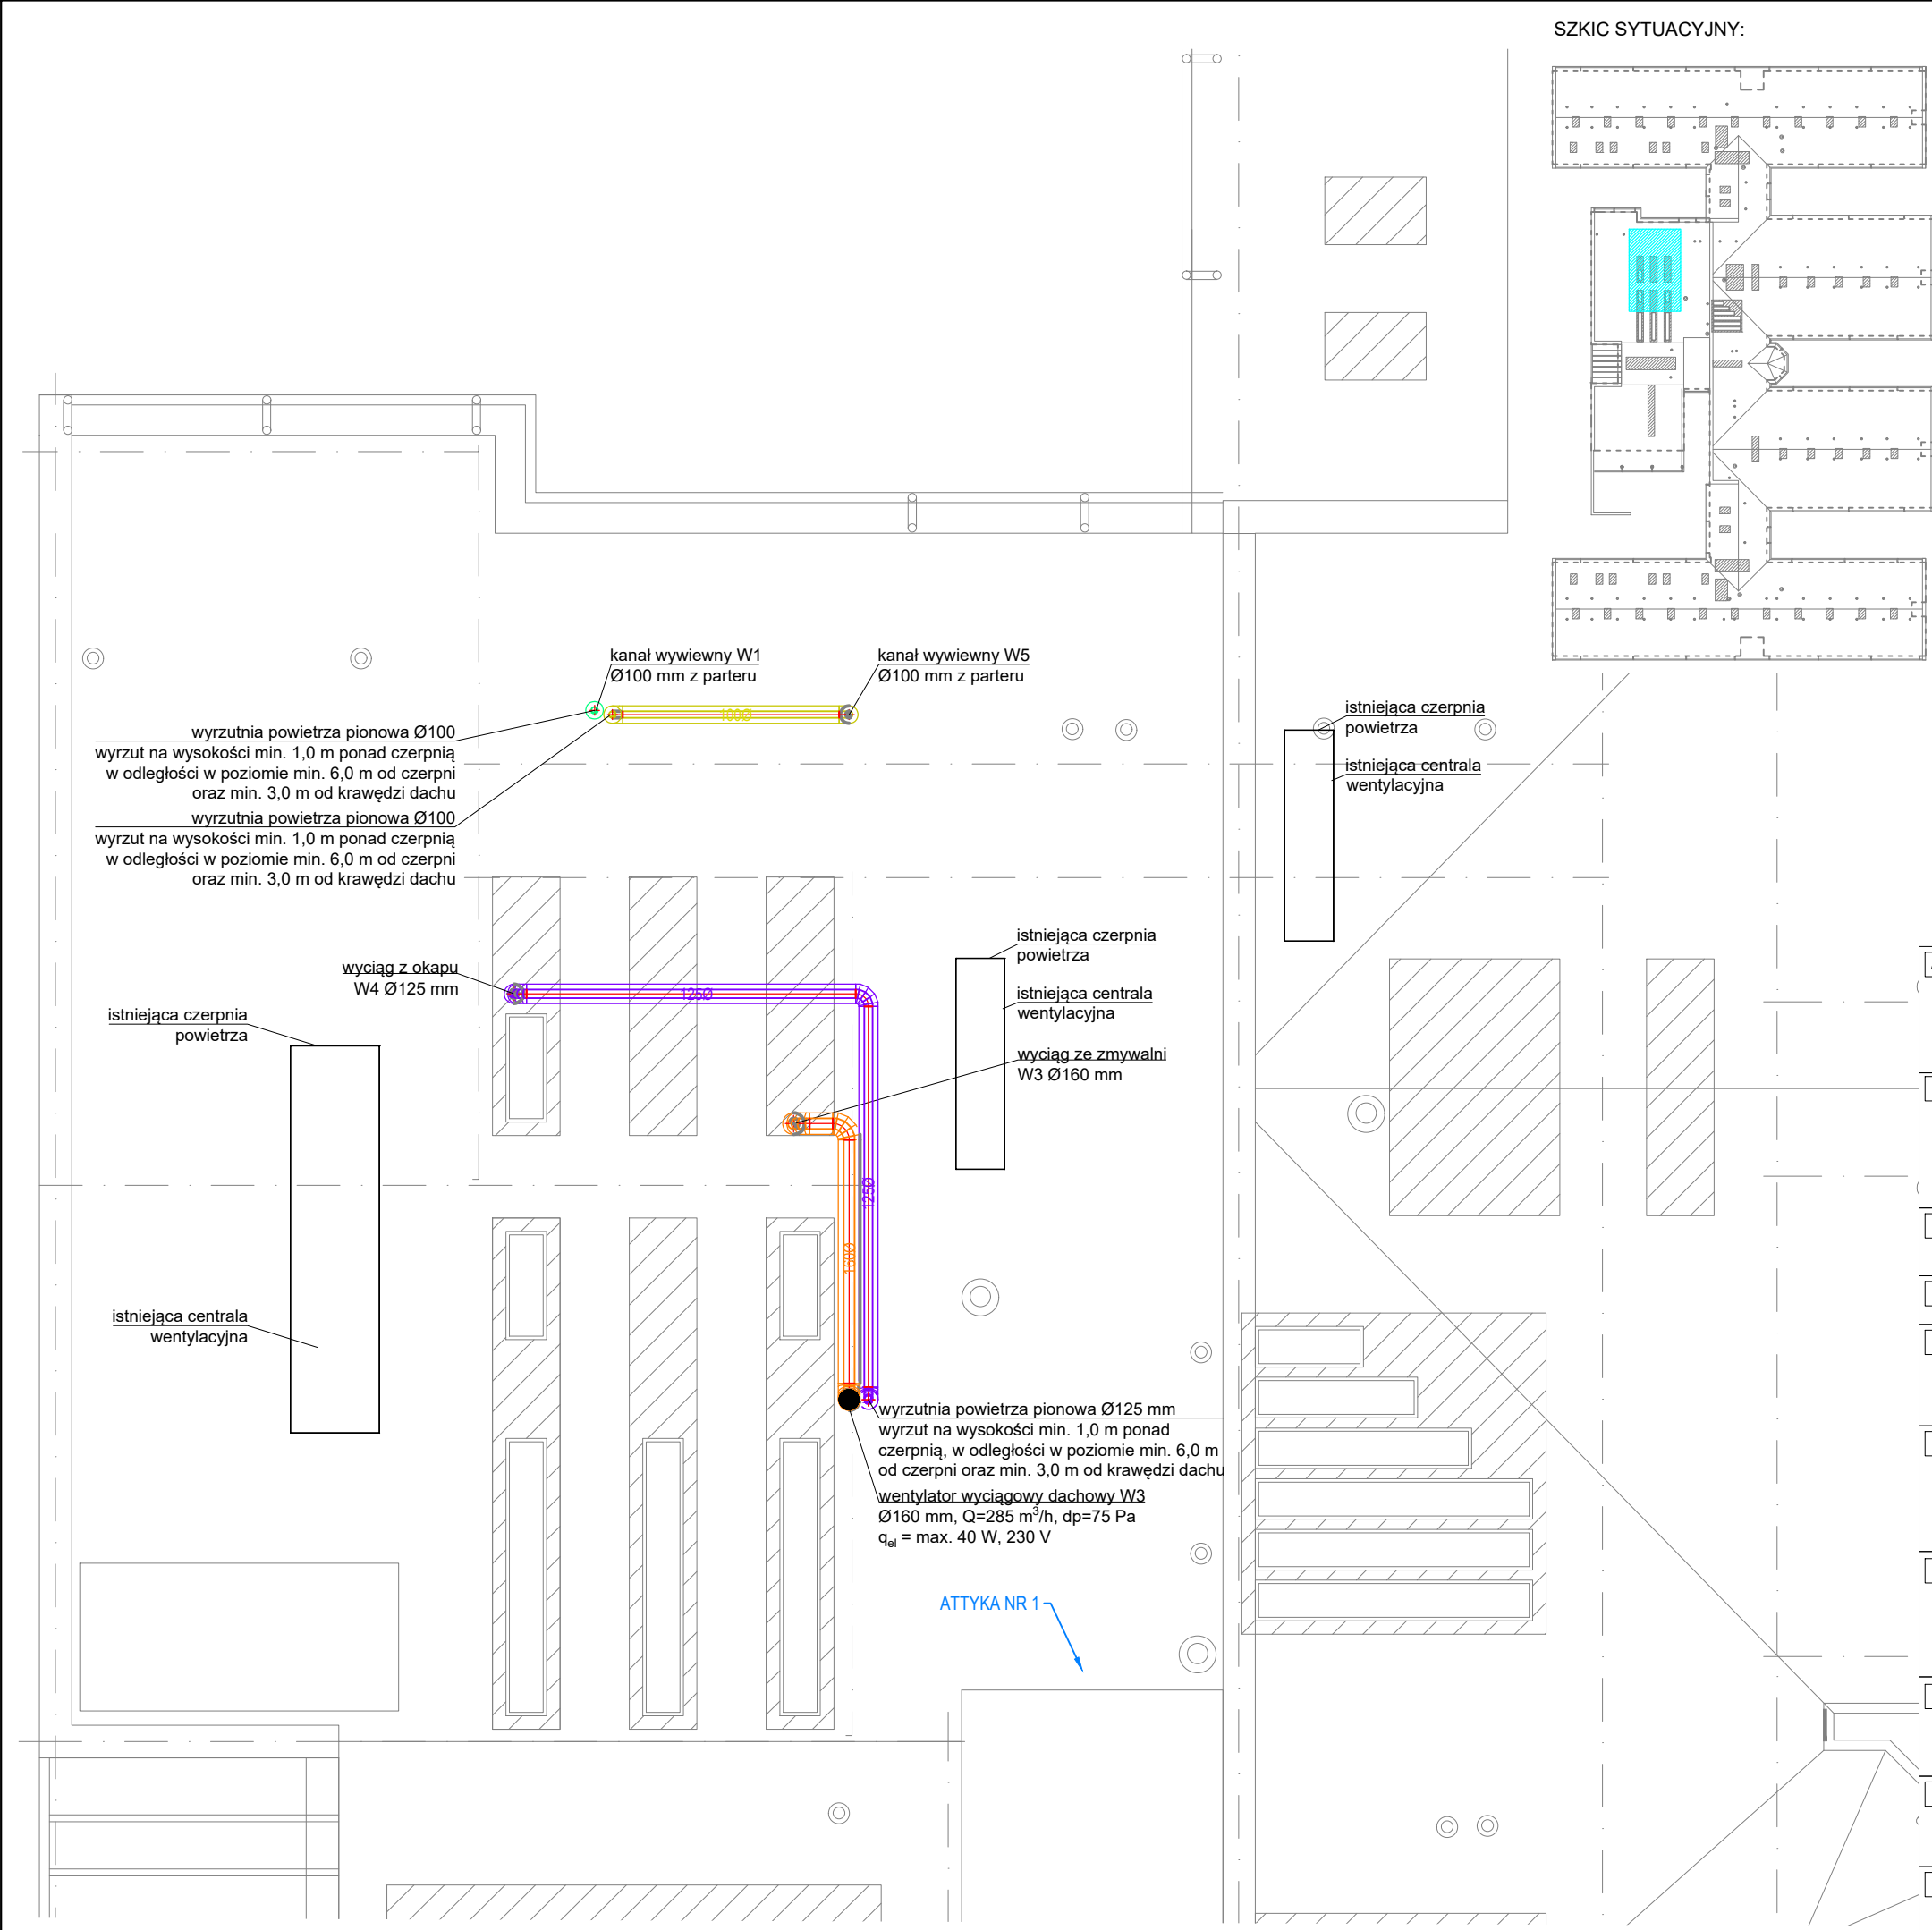 SZKIC SYTUACYJNY:
kanał wywiewny W1
Ø100 mm z parteru
kanał wywiewny W5
Ø100 mm z parteru
100Ø
wyrzutnia powietrza pionowa Ø100
wyrzut na wysokości min. 1,0 m ponad czerpnią
w odległości w poziomie min. 6,0 m od czerpni
oraz min. 3,0 m od krawędzi dachu
wyrzutnia powietrza pionowa Ø100
wyrzut na wysokości min. 1,0 m ponad czerpnią
w odległości w poziomie min. 6,0 m od czerpni
oraz min. 3,0 m od krawędzi dachu
istniejąca czerpnia
powietrza
istniejąca centrala
wentylacyjna
wyciąg z okapu
W4 Ø125 mm
125Ø
istniejąca czerpnia
powietrza
istniejąca centrala
wentylacyjna
wyciąg ze zmywalni
W3 Ø160 mm
istniejąca czerpnia
powietrza
125Ø
160Ø
istniejąca centrala
wentylacyjna
wyrzutnia powietrza pionowa Ø125 mm
wyrzut na wysokości min. 1,0 m ponad
czerpnią, w odległości w poziomie min. 6,0 m
od czerpni oraz min. 3,0 m od krawędzi dachu
wentylator wyciągowy dachowy W3
Ø160 mm, Q=285 m³/h, dp=75 Pa
qel = max. 40 W, 230 V
ATTYKA NR 1